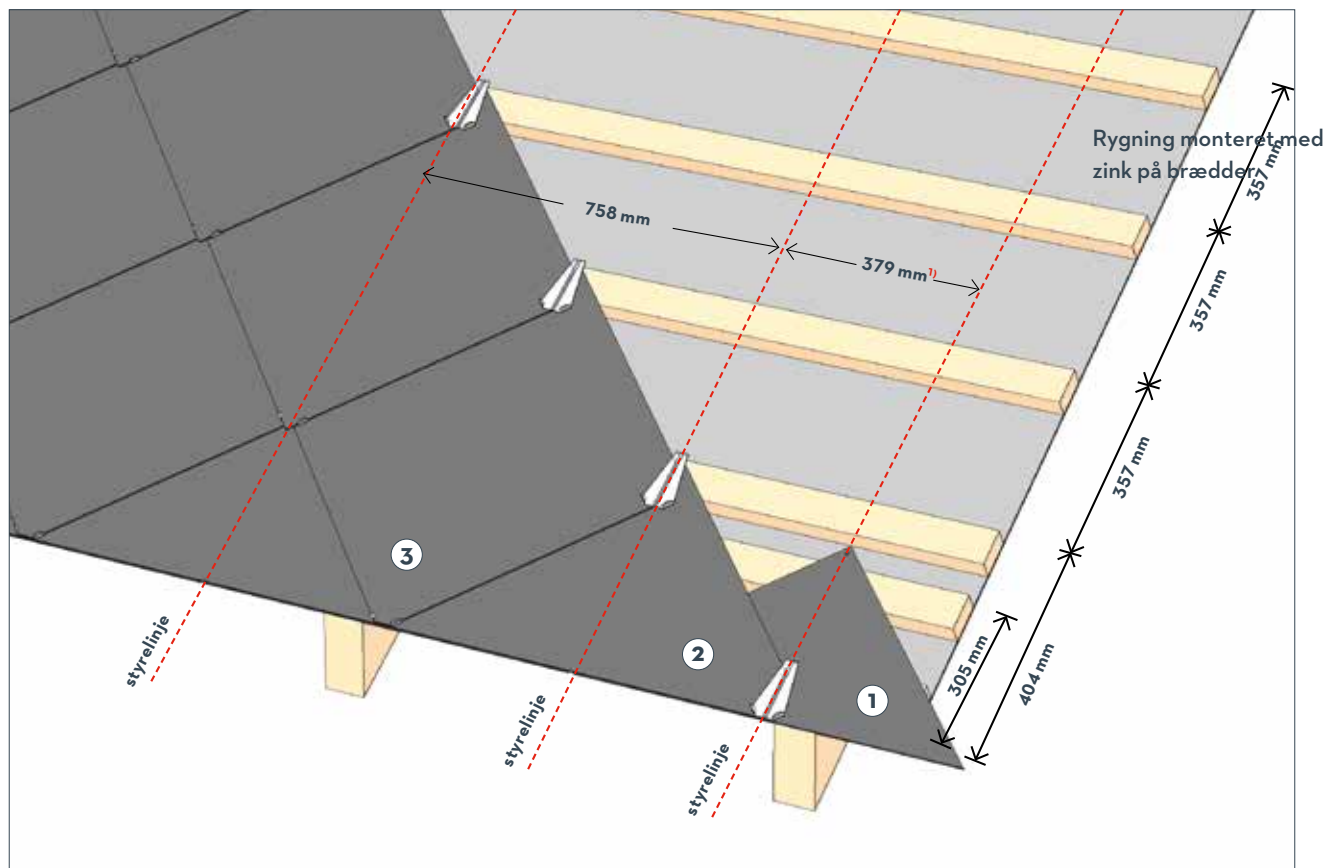 Rygning monteret med
zink på brædder.
357 mm
758 mm
379 mm¹⁾
357 mm
357 mm
3
styrelinje
2
305 mm
404 mm
1
styrelinje
styrelinje